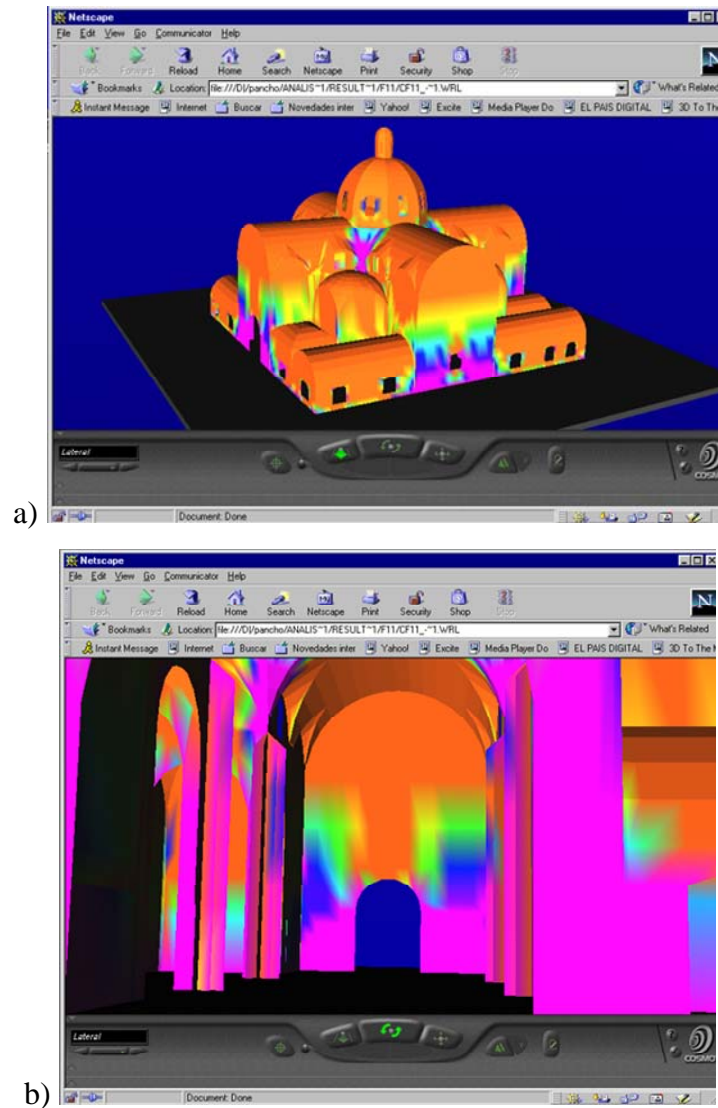 Netscape
File Edit View Go Communicator Help
Back Forward Reload Home Search Netscape Print Security Shop Stop
Bookmarks Location: file:///D|/pancho/ANALIS~1/RESULT~1/F11/CF11_-~1.WRL What's Related
Instant Message Internet Buscar Novedades inter Yahoo! Excite Media Player Do EL PAIS DIGITAL 3D To The
Lateral
COSMO
a) Document: Done
Netscape
File Edit View Go Communicator Help
Back Forward Reload Home Search Netscape Print Security Shop Stop
Bookmarks Location: file:///D|/pancho/ANALIS~1/RESULT~1/F11/CF11_-~1.WRL What's Related
Instant Message Internet Buscar Novedades inter Yahoo! Excite Media Player Do EL PAIS DIGITAL 3D To The M
Lateral
COSMO
b) Document: Done